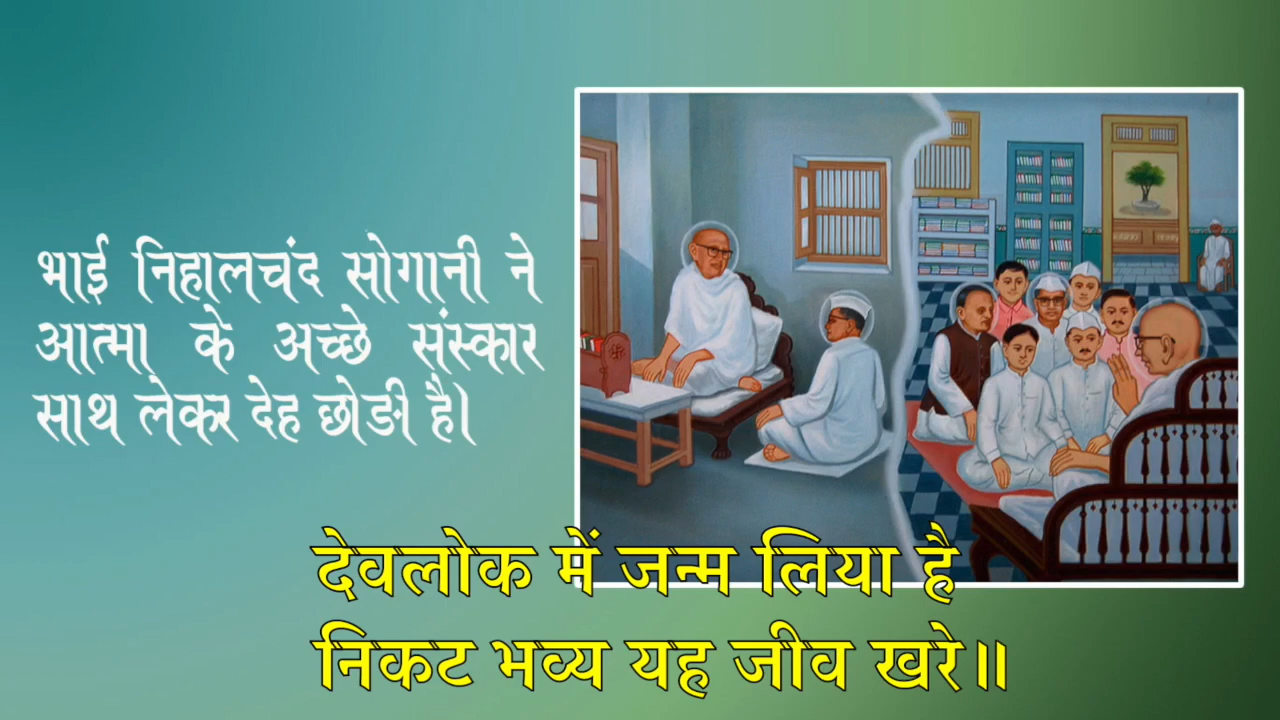 भाई निहालचंद सोगानी ने
आत्मा के अच्छे संस्कार
साथ लेकर देह छोड़ी है।
देवलोक में जन्म लिया है
निकट भव्य यह जीव खरे॥